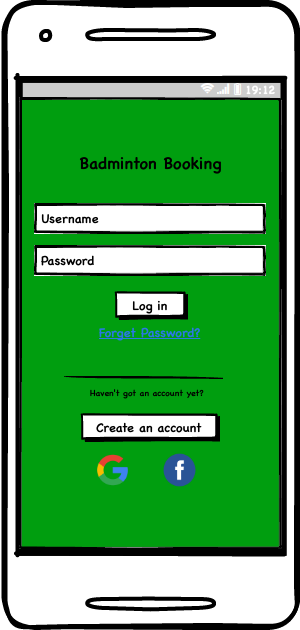 19:12
Badminton Booking
Username
Password
Log in
Forget Password?
Haven't got an account yet?
Create an account
G
f